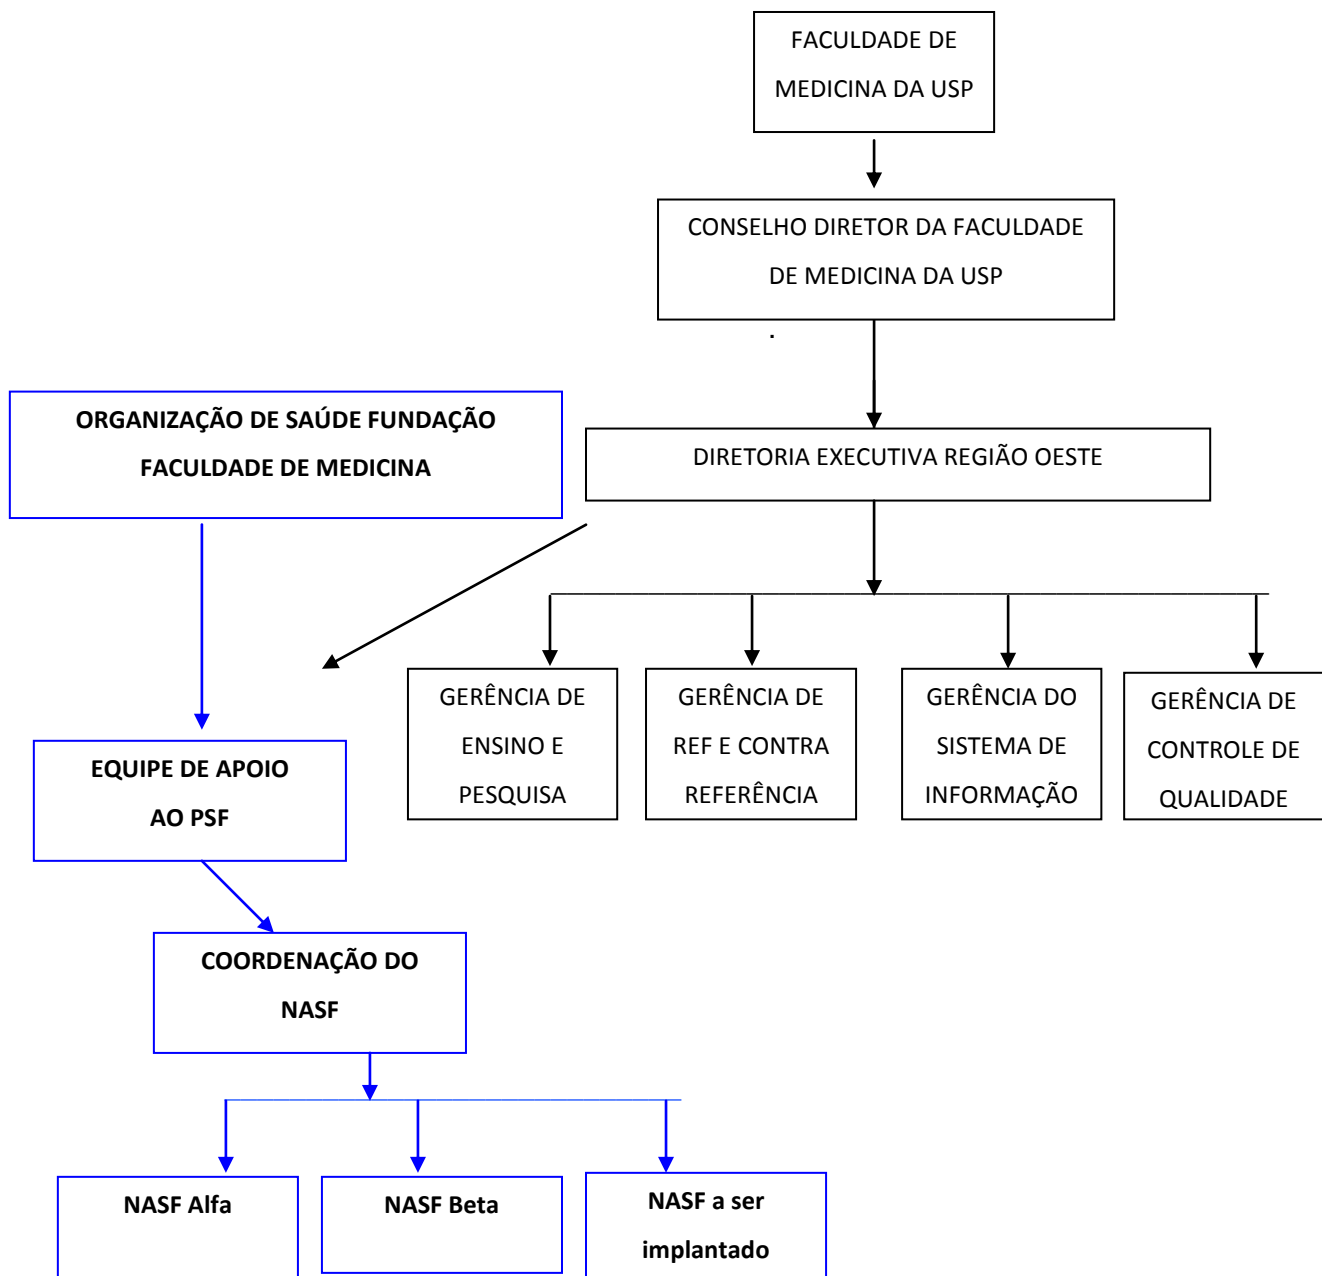 FACULDADE DE
MEDICINA DA USP
CONSELHO DIRETOR DA FACULDADE
DE MEDICINA DA USP
.
ORGANIZAÇÃO DE SAÚDE FUNDAÇÃO
FACULDADE DE MEDICINA
DIRETORIA EXECUTIVA REGIÃO OESTE
GERÊNCIA DE
ENSINO E
PESQUISA
GERÊNCIA DE
REF E CONTRA
REFERÊNCIA
GERÊNCIA DO
SISTEMA DE
INFORMAÇÃO
GERÊNCIA DE
CONTROLE DE
QUALIDADE
EQUIPE DE APOIO
AO PSF
COORDENAÇÃO DO
NASF
NASF Alfa
NASF Beta
NASF a ser
implantado